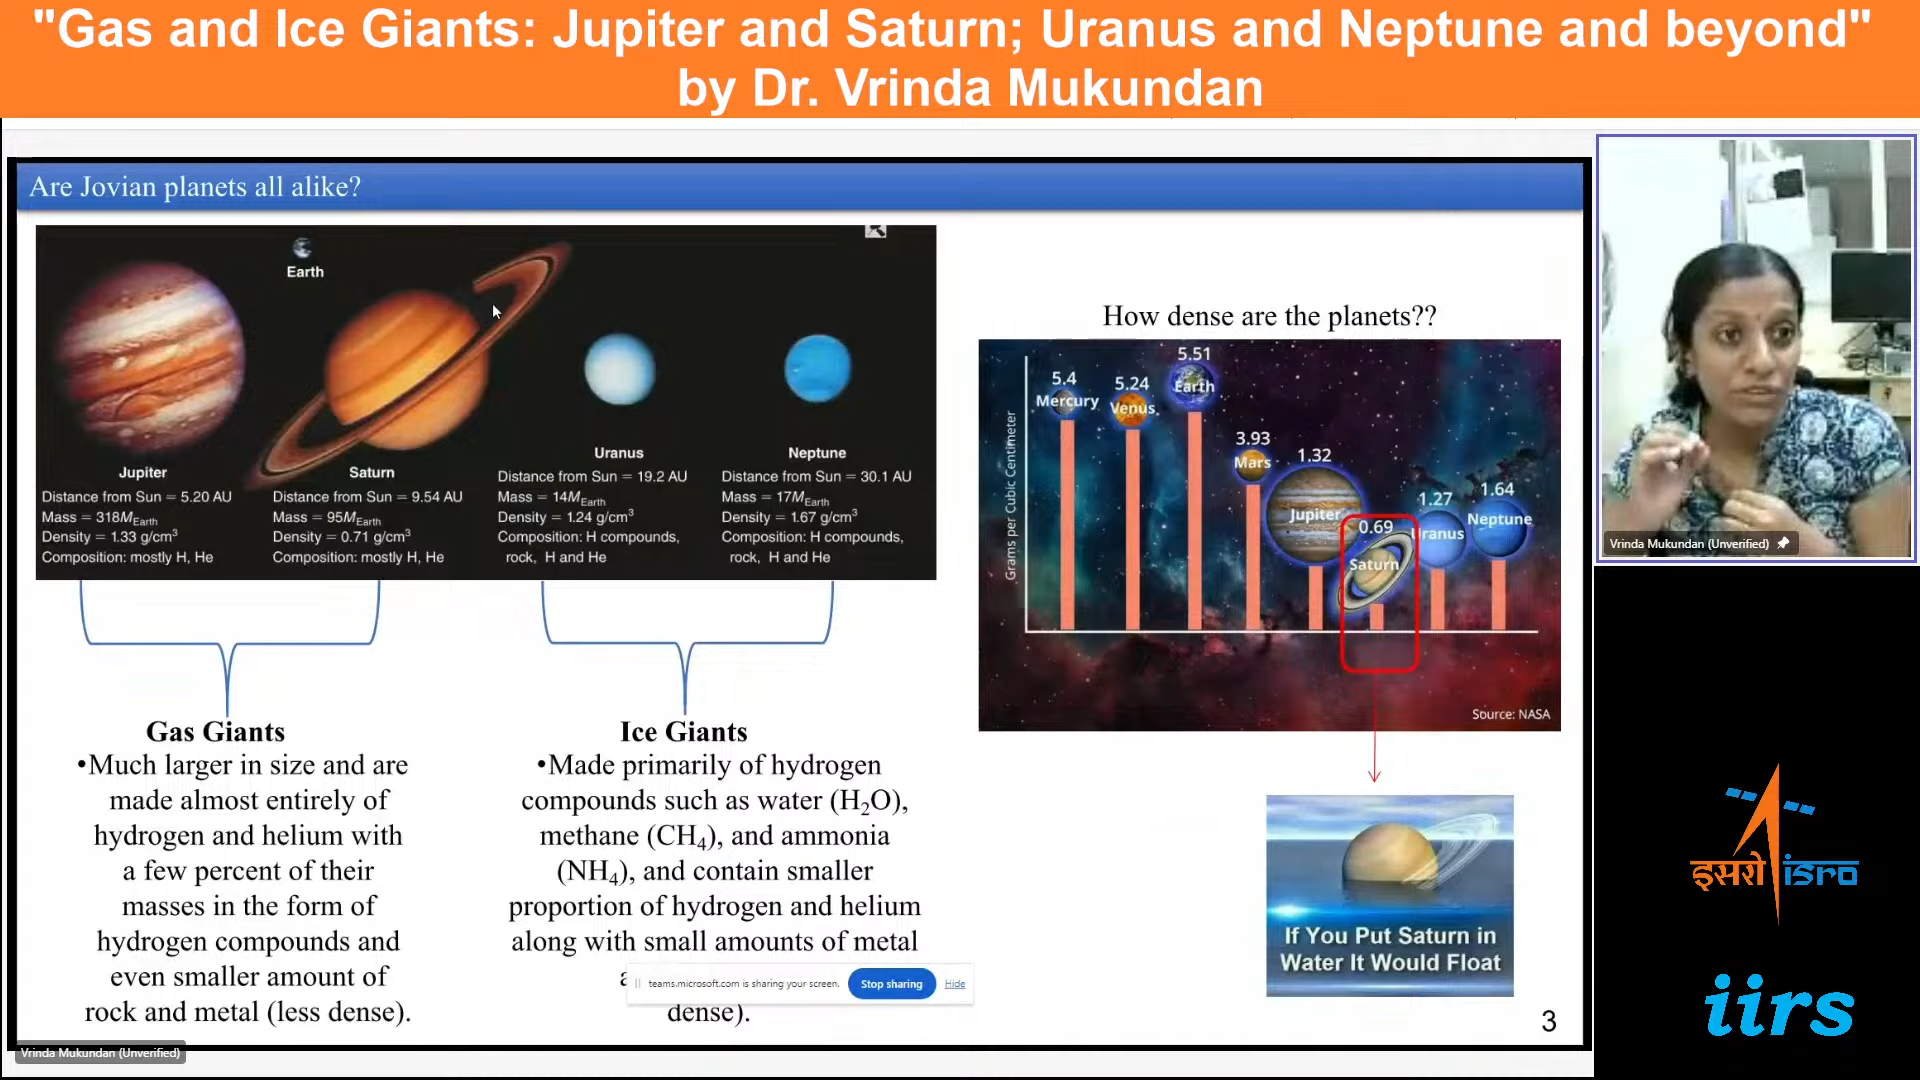 "Gas and Ice Giants: Jupiter and Saturn; Uranus and Neptune and beyond"
by Dr. Vrinda Mukundan
Are Jovian planets all alike?
Earth
Jupiter
Distance from Sun = 5.20 AU
Mass = 318M_Earth
Density = 1.33 g/cm³
Composition: mostly H, He
Saturn
Distance from Sun = 9.54 AU
Mass = 95M_Earth
Density = 0.71 g/cm³
Composition: mostly H, He
Uranus
Distance from Sun = 19.2 AU
Mass = 14M_Earth
Density = 1.24 g/cm³
Composition: H compounds,
rock, H and He
Neptune
Distance from Sun = 30.1 AU
Mass = 17M_Earth
Density = 1.67 g/cm³
Composition: H compounds,
rock, H and He
Gas Giants
•Much larger in size and are
made almost entirely of
hydrogen and helium with
a few percent of their
masses in the form of
hydrogen compounds and
even smaller amount of
rock and metal (less dense).
Ice Giants
•Made primarily of hydrogen
compounds such as water (H₂O),
methane (CH₄), and ammonia
(NH₄), and contain smaller
proportion of hydrogen and helium
along with small amounts of metal
dense).
teams.microsoft.com is sharing your screen.
Stop sharing
Hide
How dense are the planets??
Grams per Cubic Centimeter
5.4
Mercury
5.24
Venus
5.51
Earth
3.93
Mars
1.32
Jupiter
0.69
Saturn
1.27
Uranus
1.64
Neptune
Source: NASA
If You Put Saturn in
Water It Would Float
3
Vrinda Mukundan (Unverified)
Vrinda Mukundan (Unverified)
इसरो isro
iirs